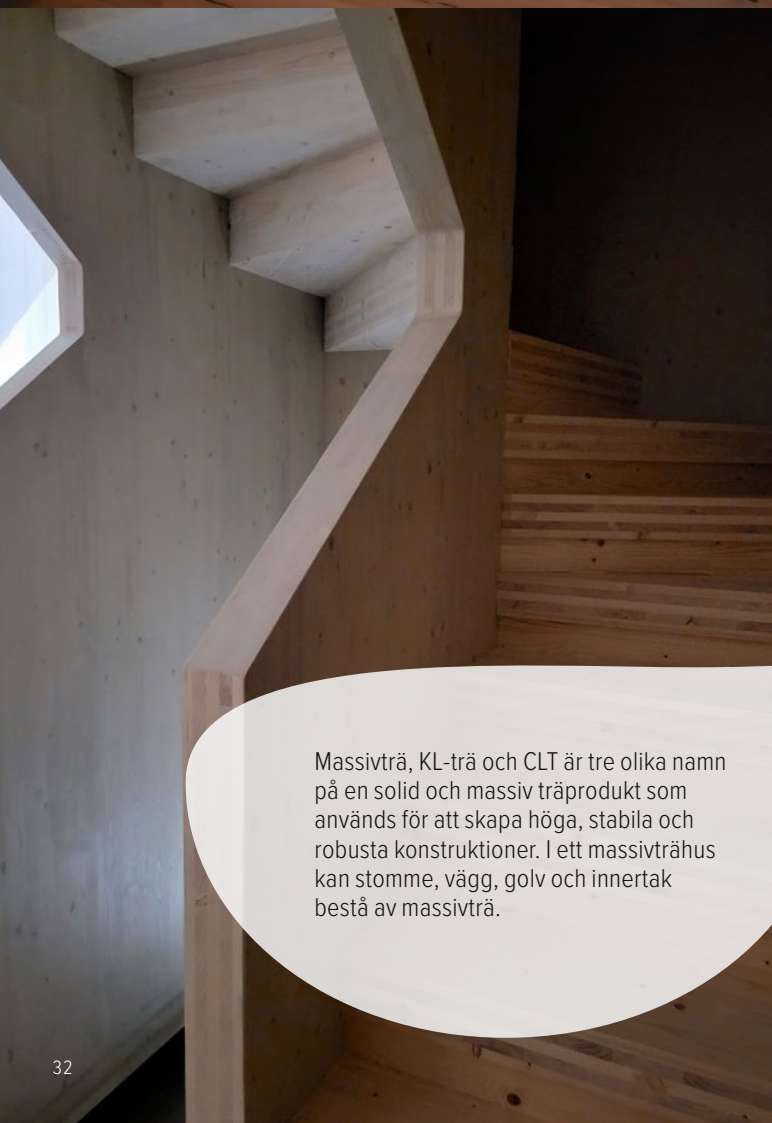 Massivträ, KL-trä och CLT är tre olika namn
på en solid och massiv träprodukt som
används för att skapa höga, stabila och
robusta konstruktioner. I ett massivträhus
kan stomme, vägg, golv och innertak
bestå av massivträ.
32